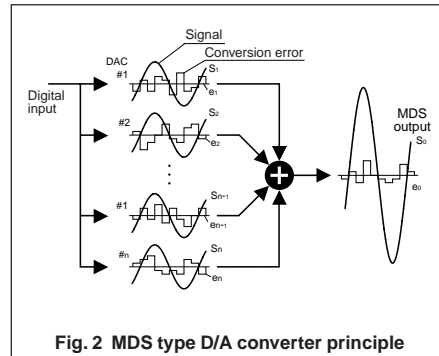 Signal
DAC
Conversion error
#1
S1
e1
Digital
input
#2
S2
e2
MDS
output
S0
e0
#1
Sn-1
en-1
#n
Sn
en
Fig. 2 MDS type D/A converter principle